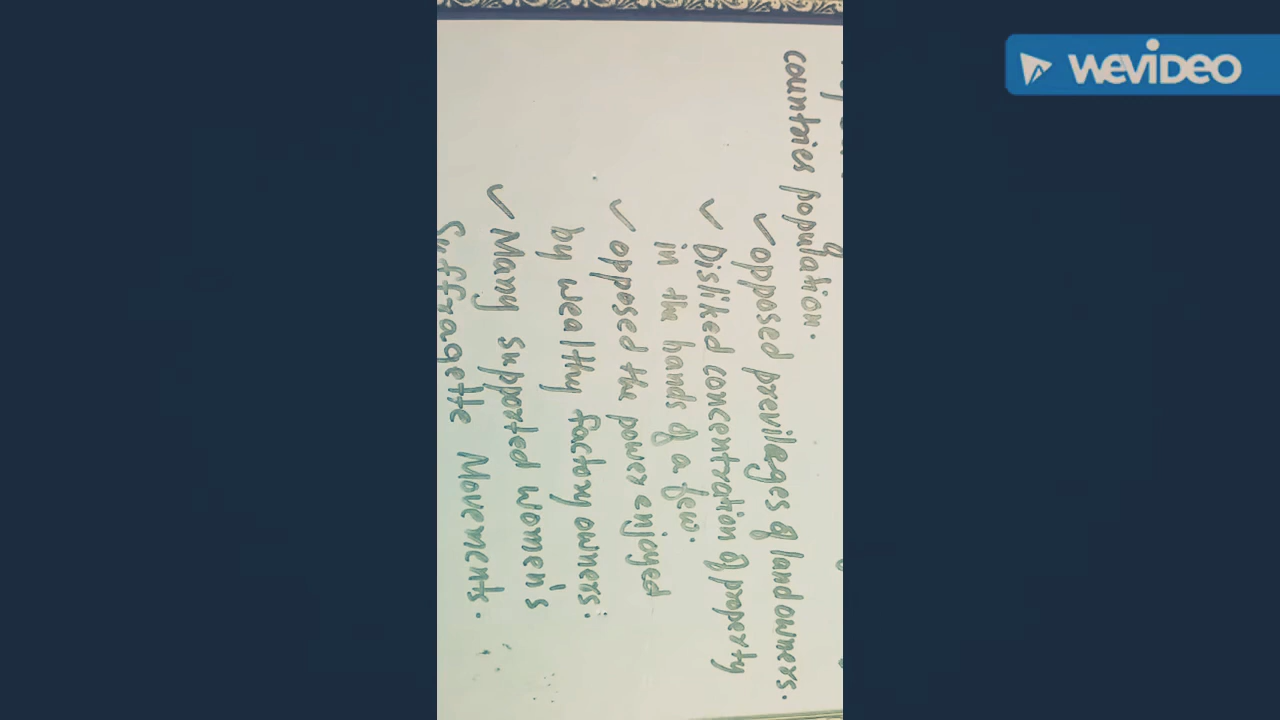 countries population.
✓ opposed previlages of landowners.
✓ Disliked concentration of property
in the hands of a few.
✓ opposed the power enjoyed
by wealthy factory owners.
✓ Many supported women's
Suffragette Movements.
WEVIDEO